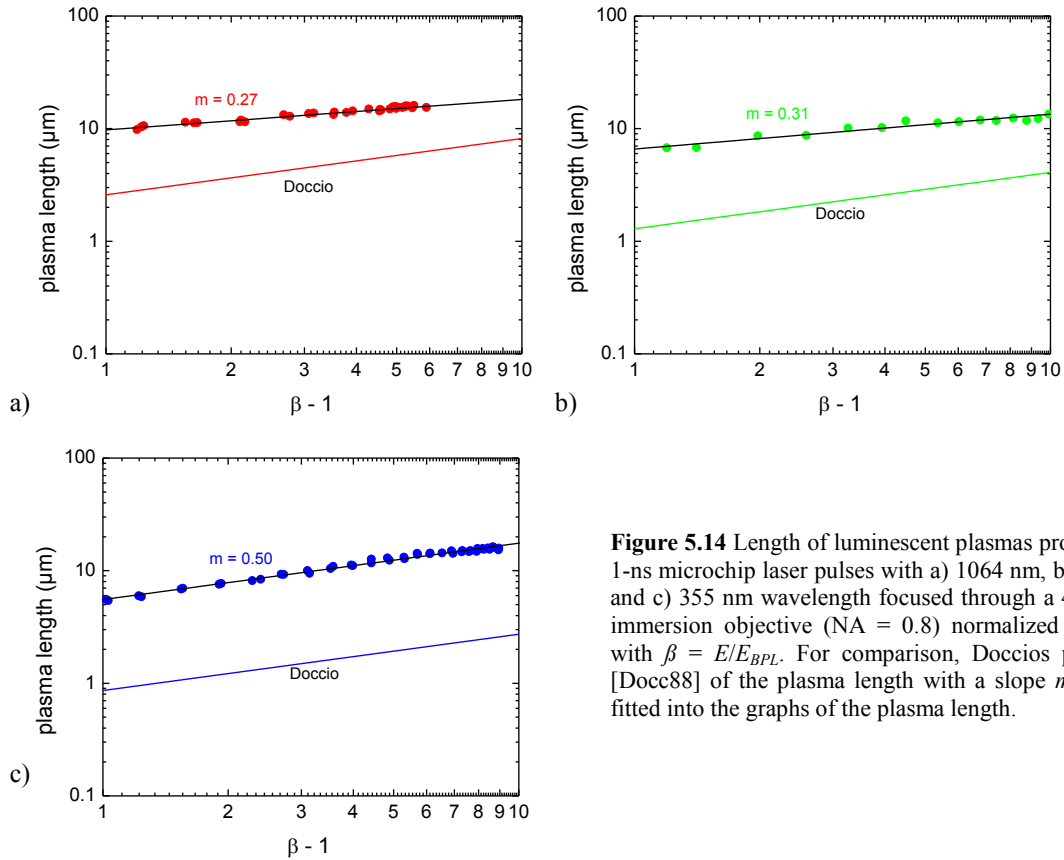 100
10
1
0.1
plasma length (µm)
m = 0.27
Doccio
1 2 3 4 5 6 7 8 9 10
β - 1
a)
100
10
1
0.1
plasma length (µm)
m = 0.31
Doccio
1 2 3 4 5 6 7 8 9 10
β - 1
b)
100
10
1
0.1
plasma length (µm)
m = 0.50
Doccio
1 2 3 4 5 6 7 8 9 10
β - 1
c)
Figure 5.14 Length of luminescent plasmas
1-ns microchip laser pulses with a) 1064 nm,
and c) 355 nm wavelength focused through a
immersion objective (NA = 0.8) normalized
with β = E/E_BPL. For comparison, Doccios
[Docc88] of the plasma length with a slope
fitted into the graphs of the plasma length.